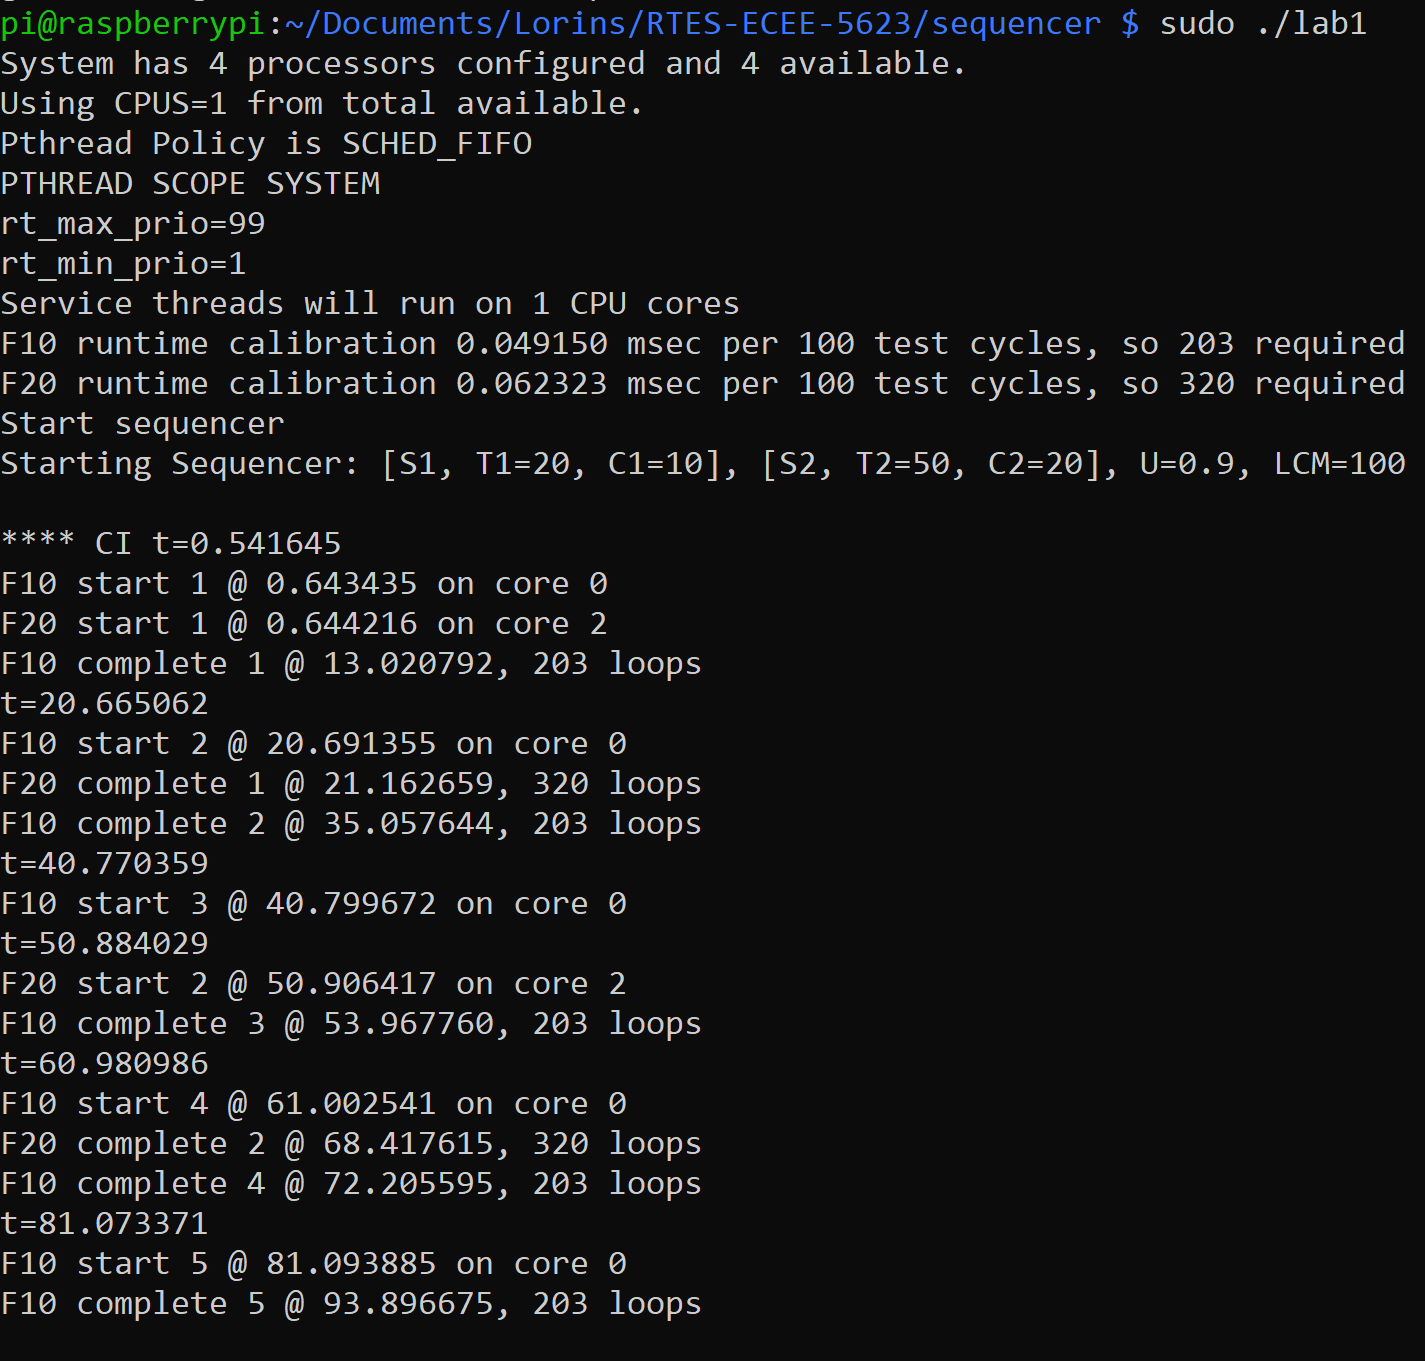 pi@raspberrypi:~/Documents/Lorins/RTES-ECEE-5623/sequencer $ sudo ./lab1
System has 4 processors configured and 4 available.
Using CPUS=1 from total available.
Pthread Policy is SCHED_FIFO
PTHREAD SCOPE SYSTEM
rt_max_prio=99
rt_min_prio=1
Service threads will run on 1 CPU cores
F10 runtime calibration 0.049150 msec per 100 test cycles, so 203 required
F20 runtime calibration 0.062323 msec per 100 test cycles, so 320 required
Start sequencer
Starting Sequencer: [S1, T1=20, C1=10], [S2, T2=50, C2=20], U=0.9, LCM=100
**** CI t=0.541645
F10 start 1 @ 0.643435 on core 0
F20 start 1 @ 0.644216 on core 2
F10 complete 1 @ 13.020792, 203 loops
t=20.665062
F10 start 2 @ 20.691355 on core 0
F20 complete 1 @ 21.162659, 320 loops
F10 complete 2 @ 35.057644, 203 loops
t=40.770359
F10 start 3 @ 40.799672 on core 0
t=50.884029
F20 start 2 @ 50.906417 on core 2
F10 complete 3 @ 53.967760, 203 loops
t=60.980986
F10 start 4 @ 61.002541 on core 0
F20 complete 2 @ 68.417615, 320 loops
F10 complete 4 @ 72.205595, 203 loops
t=81.073371
F10 start 5 @ 81.093885 on core 0
F10 complete 5 @ 93.896675, 203 loops